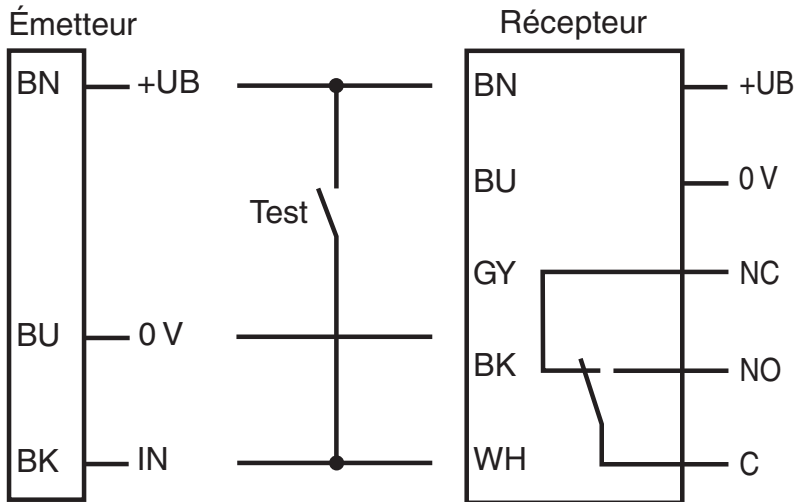 Émetteur
BN +UB
Test
BU 0 V
BK IN
Récepteur
BN +UB
BU 0 V
GY NC
BK NO
WH C